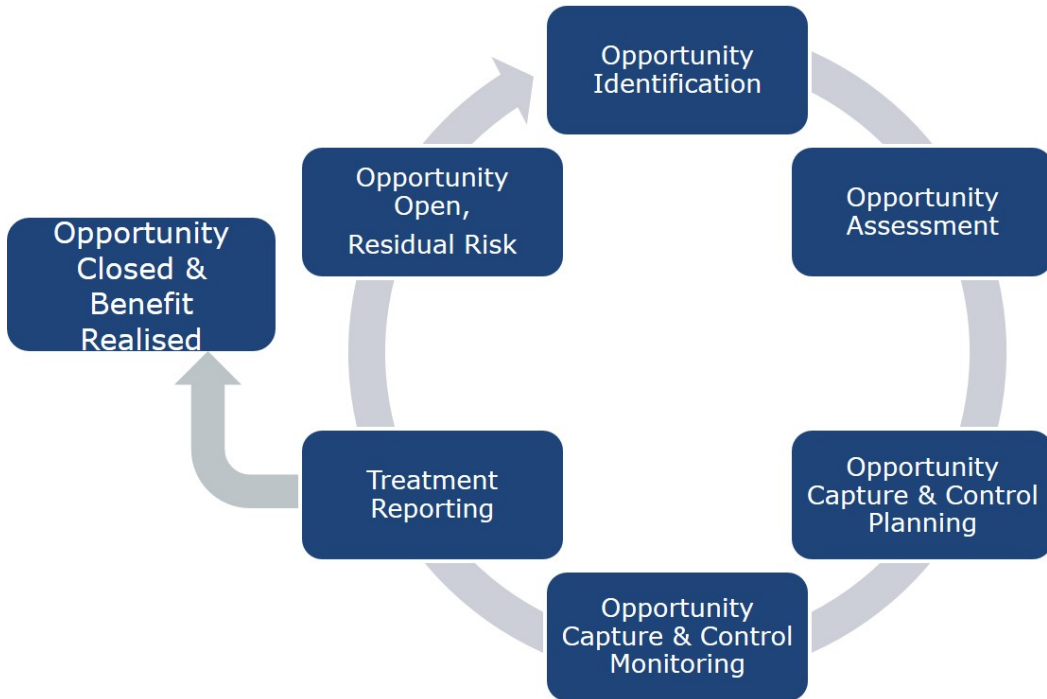 Opportunity
Identification
Opportunity
Assessment
Opportunity
Capture & Control
Planning
Opportunity
Capture & Control
Monitoring
Treatment
Reporting
Opportunity
Open,
Residual Risk
Opportunity
Closed &
Benefit
Realised